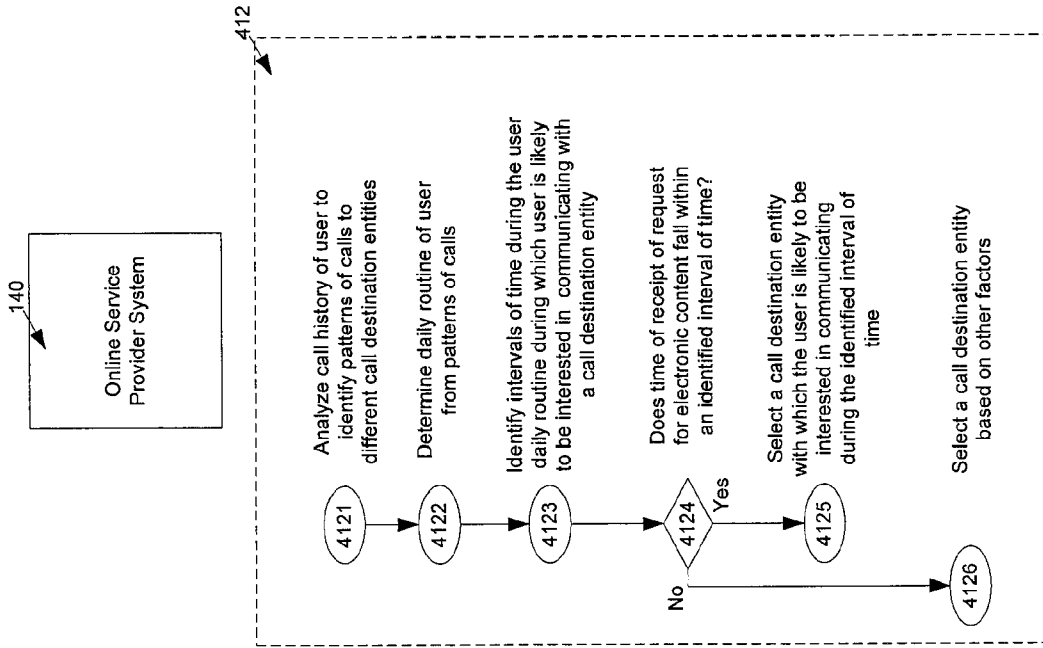 140
Online Service
Provider System
412
4121
Analyze call history of user to
identify patterns of calls to
different call destination entities
4122
Determine daily routine of user
from patterns of calls
4123
Identify intervals of time during the user
daily routine during which user is likely
to be interested in communicating with
a call destination entity
4124
Does time of receipt of request
for electronic content fall within
an identified interval of time?
No
Yes
4125
Select a call destination entity
with which the user is likely to be
interested in communicating
during the identified interval of
time
4126
Select a call destination entity
based on other factors